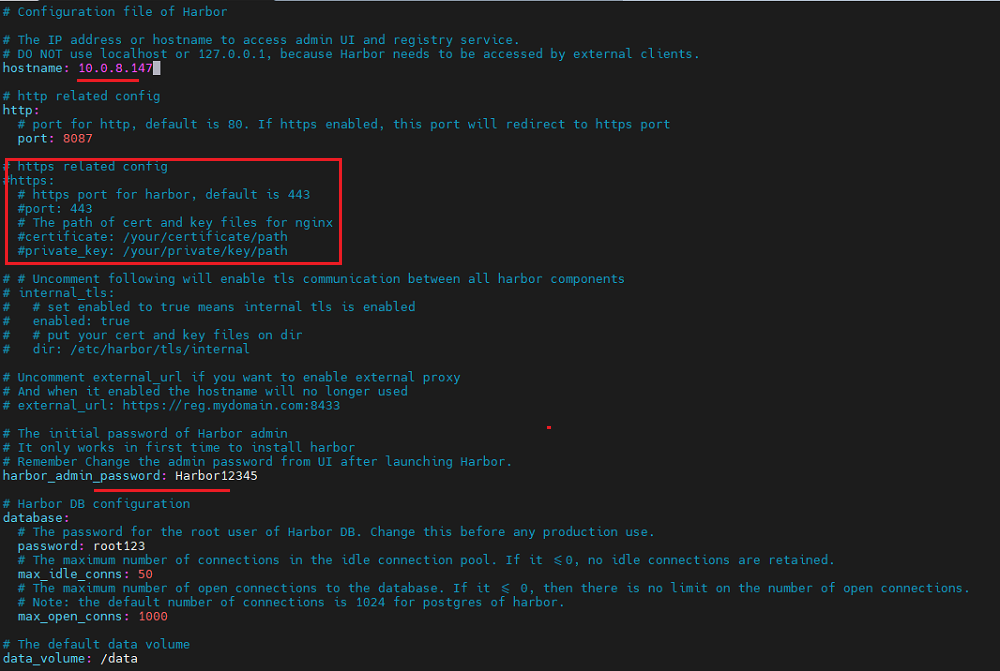 # Configuration file of Harbor
# The IP address or hostname to access admin UI and registry service.
# DO NOT use localhost or 127.0.0.1, because Harbor needs to be accessed by external clients.
hostname: 10.0.8.147
# http related config
http:
  # port for http, default is 80. If https enabled, this port will redirect to https port
  port: 8087
# https related config
#https:
  # https port for harbor, default is 443
  #port: 443
  # The path of cert and key files for nginx
  #certificate: /your/certificate/path
  #private_key: /your/private/key/path
# # Uncomment following will enable tls communication between all harbor components
# internal_tls:
#   # set enabled to true means internal tls is enabled
#   enabled: true
#   # put your cert and key files on dir
#   dir: /etc/harbor/tls/internal
# Uncomment external_url if you want to enable external proxy
# And when it enabled the hostname will no longer used
# external_url: https://reg.mydomain.com:8433
# The initial password of Harbor admin
# It only works in first time to install harbor
# Remember Change the admin password from UI after launching Harbor.
harbor_admin_password: Harbor12345
# Harbor DB configuration
database:
  # The password for the root user of Harbor DB. Change this before any production use.
  password: root123
  # The maximum number of connections in the idle connection pool. If it ≤0, no idle connections are retained.
  max_idle_conns: 50
  # The maximum number of open connections to the database. If it ≤ 0, then there is no limit on the number of open connections.
  # Note: the default number of connections is 1024 for postgres of harbor.
  max_open_conns: 1000
# The default data volume
data_volume: /data